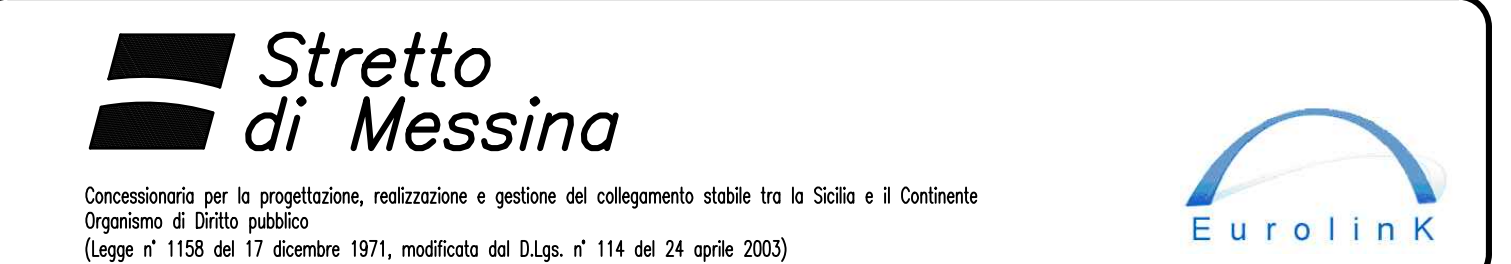 Stretto
di Messina
Concessionaria per la progettazione, realizzazione e gestione del collegamento stabile tra la Sicilia e il Continente
Organismo di Diritto pubblico
(Legge n° 1158 del 17 dicembre 1971, modificata dal D.Lgs. n° 114 del 24 aprile 2003)
EurolinK